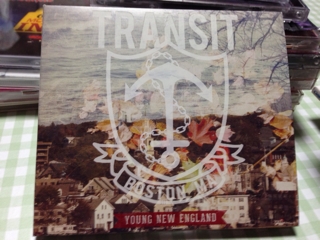 TRANSIT
BOSTON, MA
YOUNG NEW ENGLAND